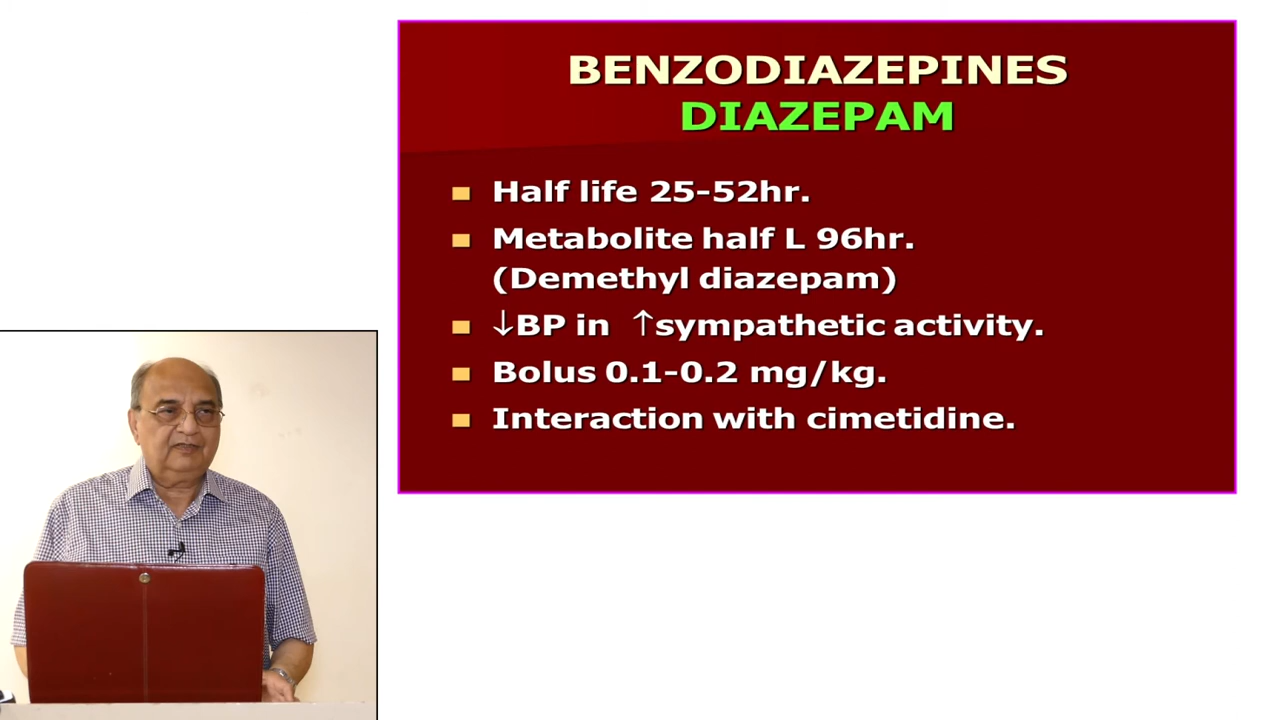 BENZODIAZEPINES
DIAZEPAM
Half life 25-52hr.
Metabolite half L 96hr.
(Demethyl diazepam)
↓BP in ↑sympathetic activity.
Bolus 0.1-0.2 mg/kg.
Interaction with cimetidine.